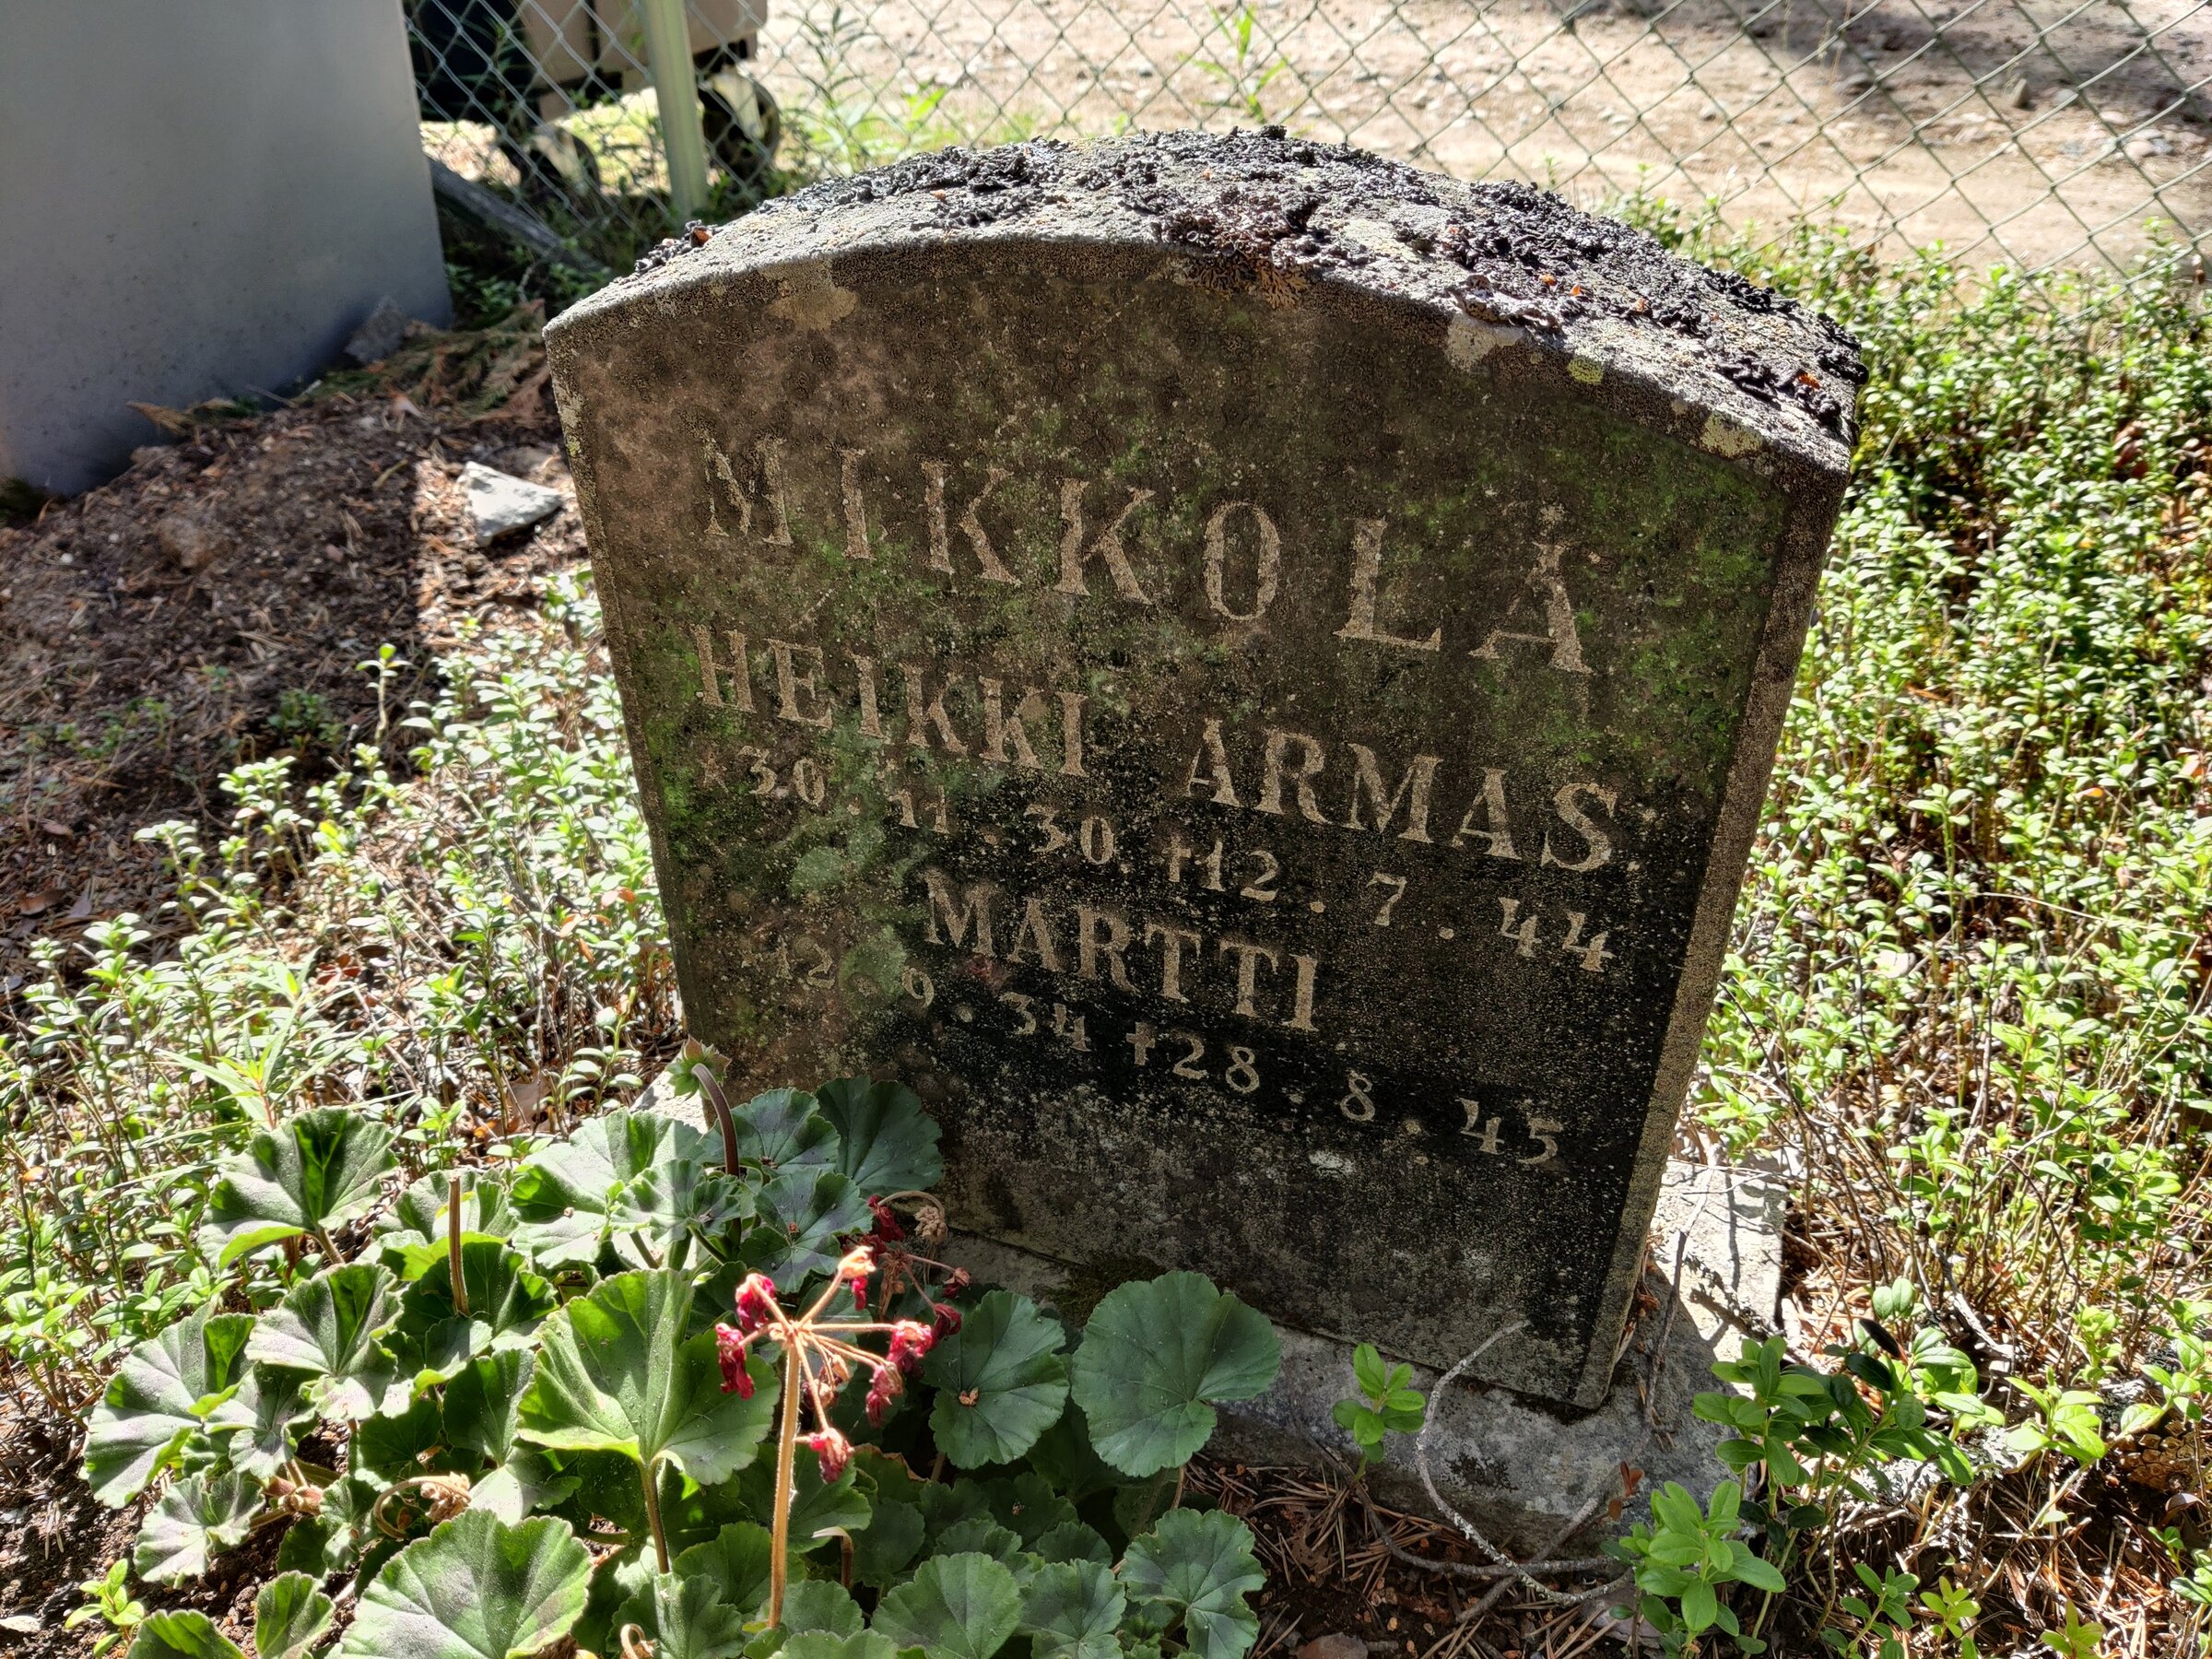 MIKKOLA
HEIKKI ARMAS
* 30.11.30. †12.7.44
MARTTI
*12.9.34 †28.8.45